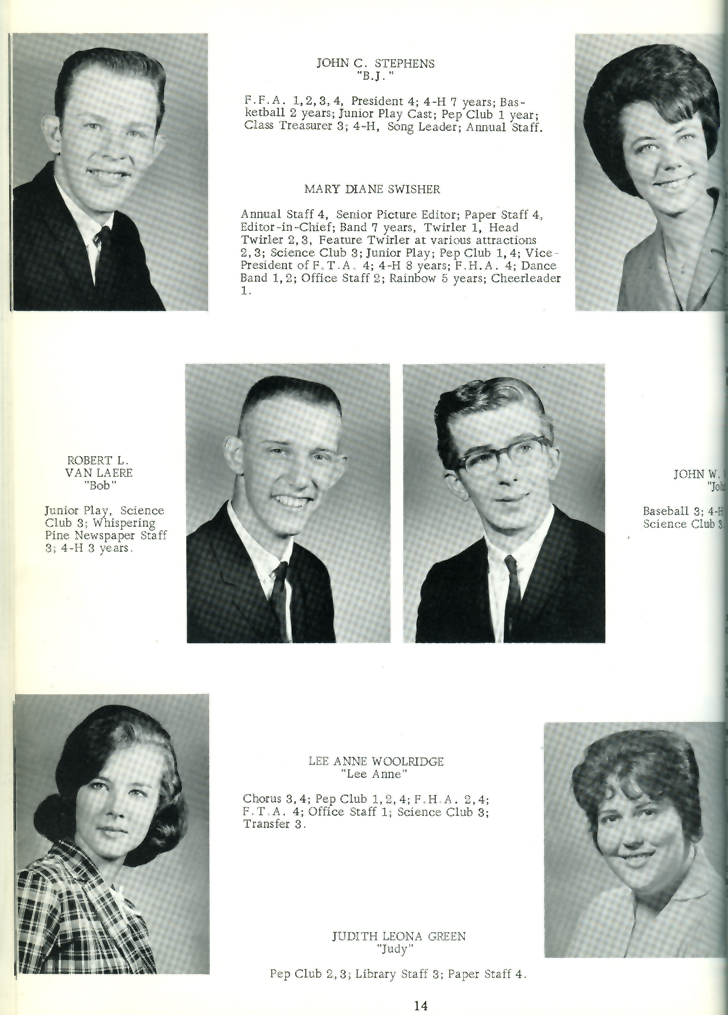 JOHN C. STEPHENS
"B.J."
F.F.A. 1,2,3,4, President 4; 4-H 7 years; Bas-
ketball 2 years; Junior Play Cast; Pep Club 1 year;
Class Treasurer 3; 4-H, Song Leader; Annual Staff.
MARY DIANE SWISHER
Annual Staff 4, Senior Picture Editor; Paper Staff 4,
Editor-in-Chief; Band 7 years, Twirler 1, Head
Twirler 2,3, Feature Twirler at various attractions
2,3; Science Club 3; Junior Play; Pep Club 1,4; Vice-
President of F.T.A. 4; 4-H 8 years; F.H.A. 4; Dance
Band 1,2; Office Staff 2; Rainbow 5 years; Cheerleader
1.
ROBERT L.
VAN LAERE
"Bob"
Junior Play, Science
Club 3; Whispering
Pine Newspaper Staff
3; 4-H 3 years.
JOHN W.
Baseball 3; 4-H
Science Club 3
LEE ANNE WOOLRIDGE
"Lee Anne"
Chorus 3,4; Pep Club 1,2,4; F.H.A. 2,4;
F.T.A. 4; Office Staff 1; Science Club 3;
Transfer 3.
JUDITH LEONA GREEN
"Judy"
Pep Club 2,3; Library Staff 3; Paper Staff 4.
14